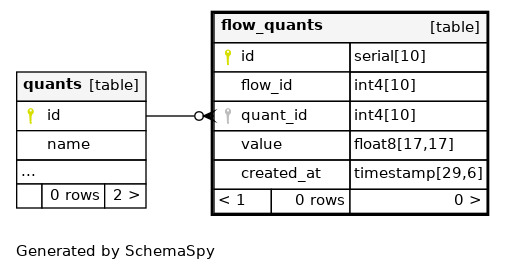 quants [table]
id
name
...
0 rows 2 >
flow_quants [table]
id serial[10]
flow_id int4[10]
quant_id int4[10]
value float8[17,17]
created_at timestamp[29,6]
< 1 0 rows 0 >
Generated by SchemaSpy